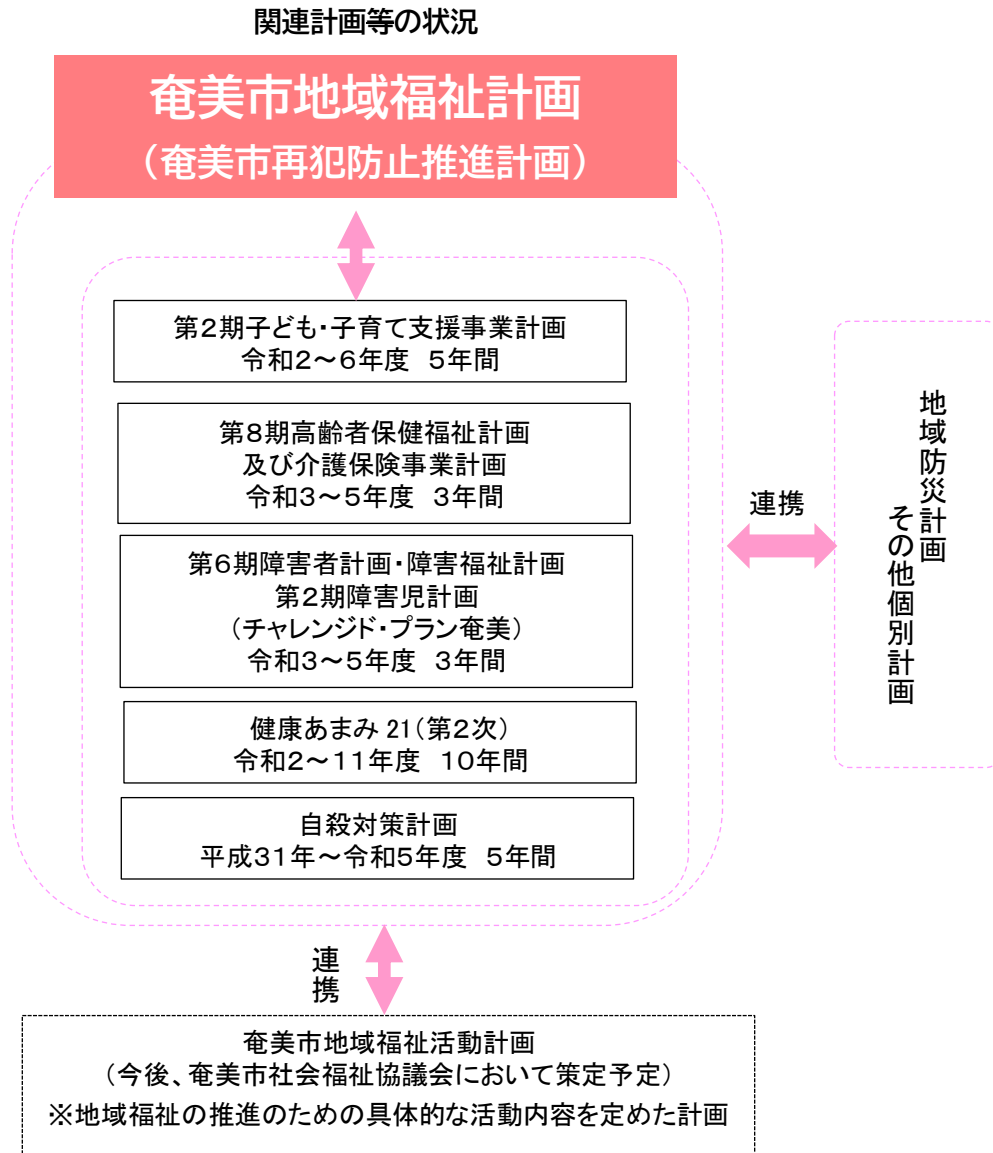 関連計画等の状況
奄美市地域福祉計画
（奄美市再犯防止推進計画）
第２期子ども・子育て支援事業計画
令和２～６年度　５年間
第８期高齢者保健福祉計画
及び介護保険事業計画
令和３～５年度　３年間
第６期障害者計画・障害福祉計画
第２期障害児計画
（チャレンジド・プラン奄美）
令和３～５年度　３年間
健康あまみ 21（第２次）
令和２～１１年度　１０年間
自殺対策計画
平成３１年～令和５年度　５年間
連携
地域防災計画
その他個別計画
連携
奄美市地域福祉活動計画
（今後、奄美市社会福祉協議会において策定予定）
※地域福祉の推進のための具体的な活動内容を定めた計画